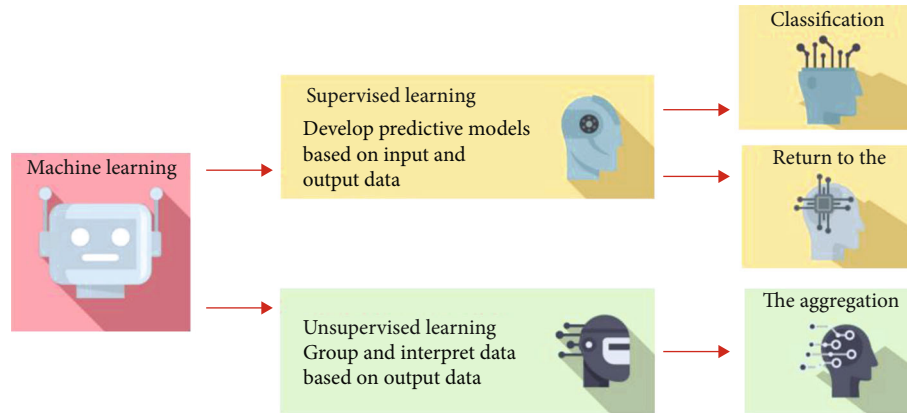 Machine learning
Supervised learning
Develop predictive models
based on input and
output data
Classification
Return to the
Unsupervised learning
Group and interpret data
based on output data
The aggregation